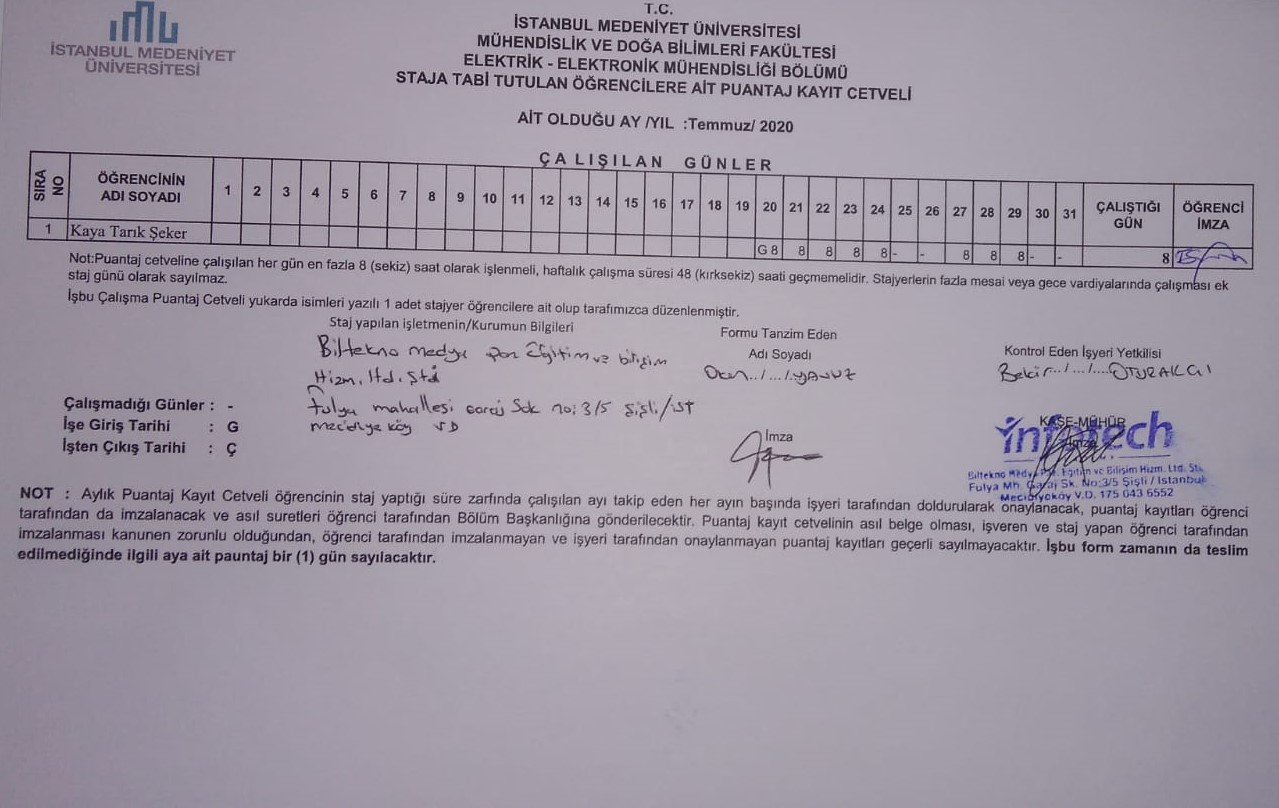 T.C.
İSTANBUL MEDENİYET ÜNİVERSİTESİ
MÜHENDİSLİK VE DOĞA BİLİMLERİ FAKÜLTESİ
ELEKTRİK - ELEKTRONİK MÜHENDİSLİĞİ BÖLÜMÜ
STAJA TABİ TUTULAN ÖĞRENCİLERE AİT PUANTAJ KAYIT CETVELİ
İSTANBUL MEDENİYET
ÜNİVERSİTESİ
AİT OLDUĞU AY /YIL :Temmuz/ 2020
ÇALIŞILAN GÜNLER
SIRA NO ÖĞRENCİNİN ADI SOYADI 1 2 3 4 5 6 7 8 9 10 11 12 13 14 15 16 17 18 19 20 21 22 23 24 25 26 27 28 29 30 31 ÇALIŞTIĞI GÜN ÖĞRENCİ İMZA
1 Kaya Tarık Şeker G 8 8 8 8 8 - - 8 8 8 - - 8
Not:Puantaj cetveline çalışılan her gün en fazla 8 (sekiz) saat olarak işlenmeli, haftalık çalışma süresi 48 (kırksekiz) saati geçmemelidir. Stajyerlerin fazla mesai veya gece vardiyalarında çalışması ek
staj günü olarak sayılmaz.
İşbu Çalışma Puantaj Cetveli yukarda isimleri yazılı 1 adet stajyer öğrencilere ait olup tarafımızca düzenlenmiştir.
Staj yapılan işletmenin/Kurumun Bilgileri
Biltekno medya Eğitim ve bilişim
Hizm. ltd. Şti
fulya mahallesi Sok no: 3/5 şişli/ist
mecidiye köy VD
Formu Tanzim Eden
Adı Soyadı
../.../....YAVUZ
İmza
Kontrol Eden İşyeri Yetkilisi
Bekir../.../....OTURAKÇI
KAŞE-MÜHÜR
infotech
Biltekno Medya Eğitim ve Bilişim Hizm. Ltd. Şti.
Fulya Mh. Sk. No:3/5 Şişli / İstanbul
Mecidiyeköy V.D. 175 043 6552
Çalışmadığı Günler : -
İşe Giriş Tarihi : G
İşten Çıkış Tarihi : Ç
NOT : Aylık Puantaj Kayıt Cetveli öğrencinin staj yaptığı süre zarfında çalışılan ayı takip eden her ayın başında işyeri tarafından doldurularak onaylanacak, puantaj kayıtları öğrenci
tarafından da imzalanacak ve asıl suretleri öğrenci tarafından Bölüm Başkanlığına gönderilecektir. Puantaj kayıt cetvelinin asıl belge olması, işveren ve staj yapan öğrenci tarafından
imzalanması kanunen zorunlu olduğundan, öğrenci tarafından imzalanmayan ve işyeri tarafından onaylanmayan puantaj kayıtları geçerli sayılmayacaktır. İşbu form zamanın da teslim
edilmediğinde ilgili aya ait pauntaj bir (1) gün sayılacaktır.